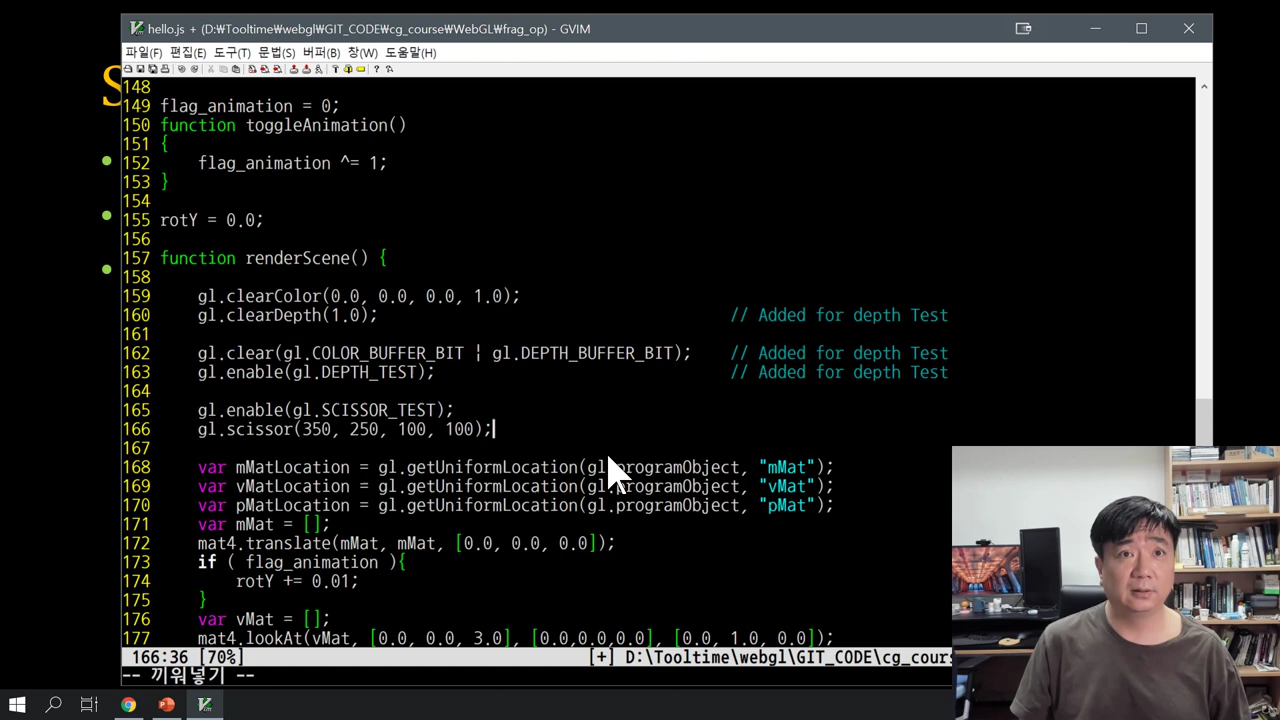 hello.js + (D:₩Tooltime₩webgl₩GIT_CODE₩cg_course₩WebGL₩frag_op) - GVIM
파일(F) 편집(E) 도구(T) 문법(S) 버퍼(B) 창(W) 도움말(H)
S
148
149 flag_animation = 0;
150 function toggleAnimation()
151 {
152     flag_animation ^= 1;
153 }
154
155 rotY = 0.0;
156
157 function renderScene() {
158
159     gl.clearColor(0.0, 0.0, 0.0, 1.0);
160     gl.clearDepth(1.0);                                     // Added for depth Test
161
162     gl.clear(gl.COLOR_BUFFER_BIT | gl.DEPTH_BUFFER_BIT);    // Added for depth Test
163     gl.enable(gl.DEPTH_TEST);                               // Added for depth Test
164
165     gl.enable(gl.SCISSOR_TEST);
166     gl.scissor(350, 250, 100, 100);
167
168     var mMatLocation = gl.getUniformLocation(gl.programObject, "mMat");
169     var vMatLocation = gl.getUniformLocation(gl.programObject, "vMat");
170     var pMatLocation = gl.getUniformLocation(gl.programObject, "pMat");
171     var mMat = [];
172     mat4.translate(mMat, mMat, [0.0, 0.0, 0.0]);
173     if ( flag_animation ){
174         rotY += 0.01;
175     }
176     var vMat = [];
177     mat4.lookAt(vMat, [0.0, 0.0, 3.0], [0.0,0.0,0.0], [0.0, 1.0, 0.0]);
166:36 [70%] [+] D:\Tooltime\webgl\GIT_CODE\cg_cours
-- 끼워넣기 --